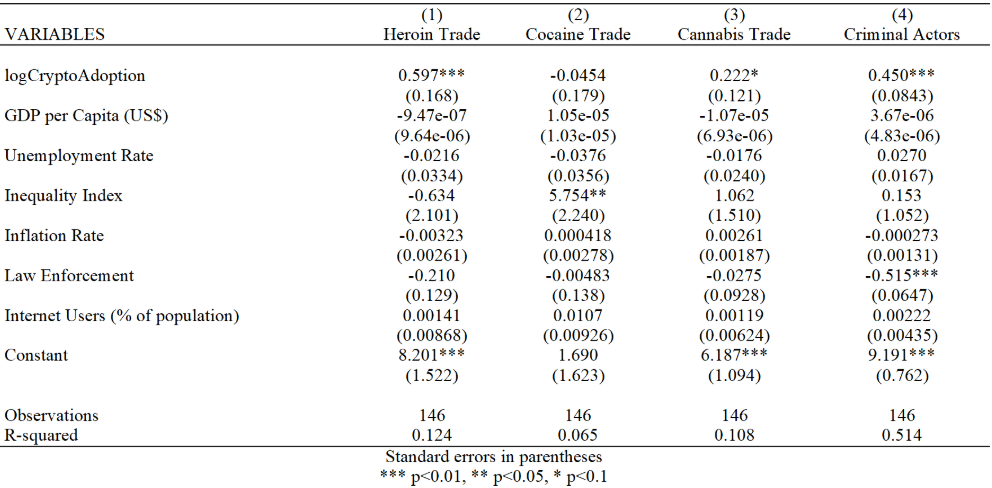 (1) (2) (3) (4)
VARIABLES Heroin Trade Cocaine Trade Cannabis Trade Criminal Actors
logCryptoAdoption 0.597*** -0.0454 0.222* 0.450***
(0.168) (0.179) (0.121) (0.0843)
GDP per Capita (US$) -9.47e-07 1.05e-05 -1.07e-05 3.67e-06
(9.64e-06) (1.03e-05) (6.93e-06) (4.83e-06)
Unemployment Rate -0.0216 -0.0376 -0.0176 0.0270
(0.0334) (0.0356) (0.0240) (0.0167)
Inequality Index -0.634 5.754** 1.062 0.153
(2.101) (2.240) (1.510) (1.052)
Inflation Rate -0.00323 0.000418 0.00261 -0.000273
(0.00261) (0.00278) (0.00187) (0.00131)
Law Enforcement -0.210 -0.00483 -0.0275 -0.515***
(0.129) (0.138) (0.0928) (0.0647)
Internet Users (% of population) 0.00141 0.0107 0.00119 0.00222
(0.00868) (0.00926) (0.00624) (0.00435)
Constant 8.201*** 1.690 6.187*** 9.191***
(1.522) (1.623) (1.094) (0.762)
Observations 146 146 146 146
R-squared 0.124 0.065 0.108 0.514
Standard errors in parentheses
*** p<0.01, ** p<0.05, * p<0.1